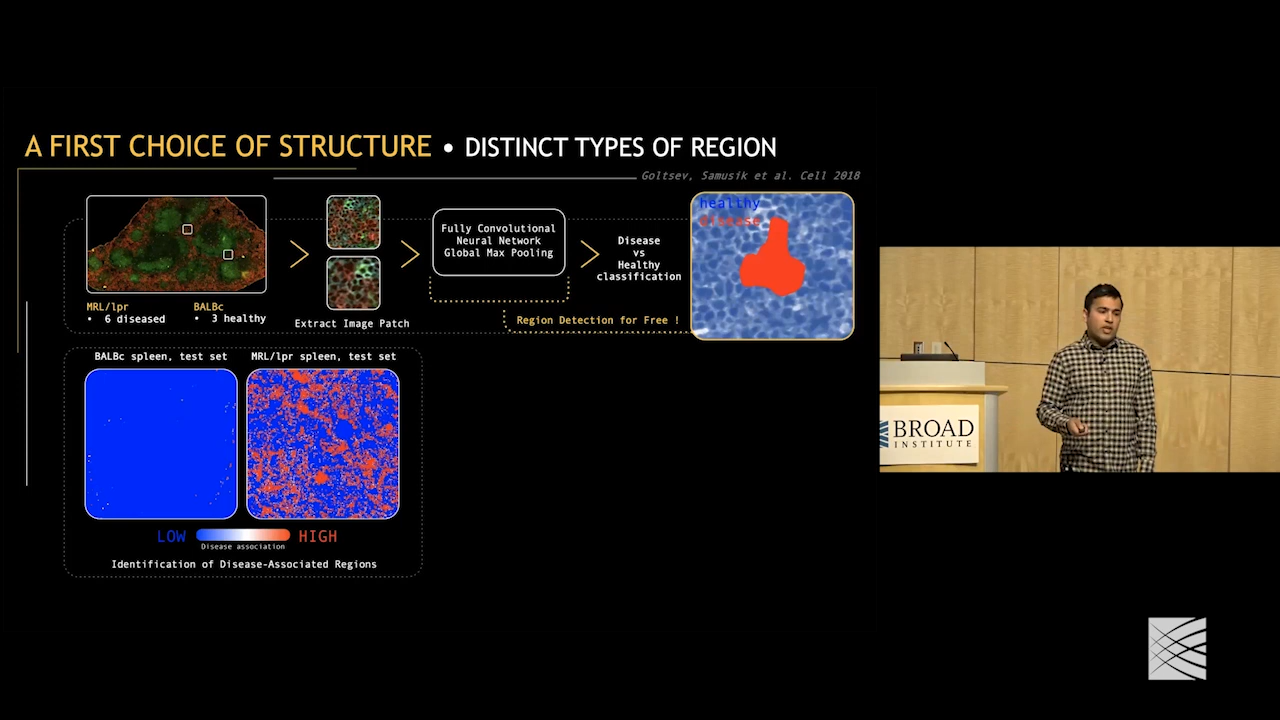 A FIRST CHOICE OF STRUCTURE • DISTINCT TYPES OF REGION
Goltsev, Samusik et al. Cell 2018
MRL/lpr
• 6 diseased
BALBc
• 3 healthy
Extract Image Patch
Fully Convolutional
Neural Network
Global Max Pooling
Disease
vs
Healthy
classification
Region Detection for Free !
healthy
disease
BALBc spleen, test set
MRL/lpr spleen, test set
LOW
HIGH
Disease association
Identification of Disease-Associated Regions
BROAD
INSTITUTE